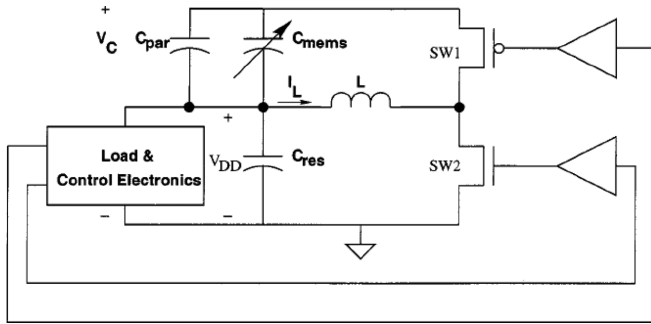 +
V_C
C_par
C_mems
SW1
I_L
L
+
Load &
Control Electronics
V_DD
C_res
SW2
−
−